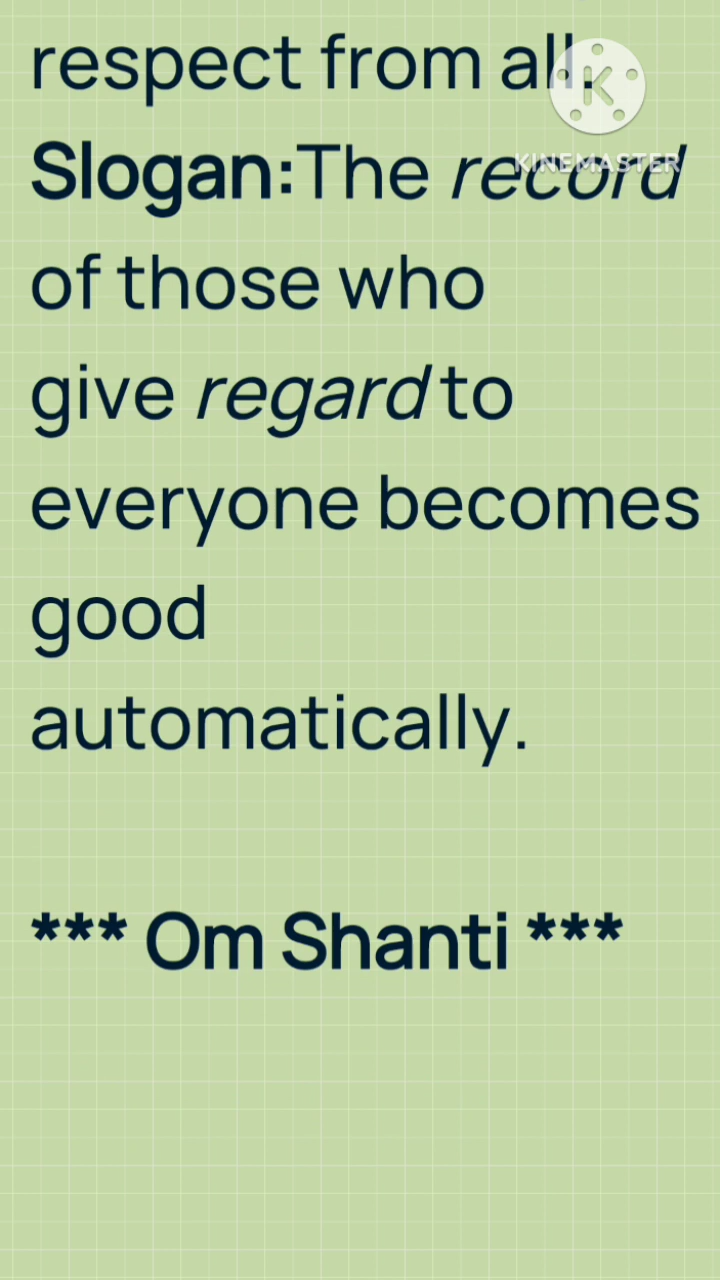 respect from all.
K
KINEMASTER
Slogan:The record
of those who
give regard to
everyone becomes
good
automatically.
*** Om Shanti ***